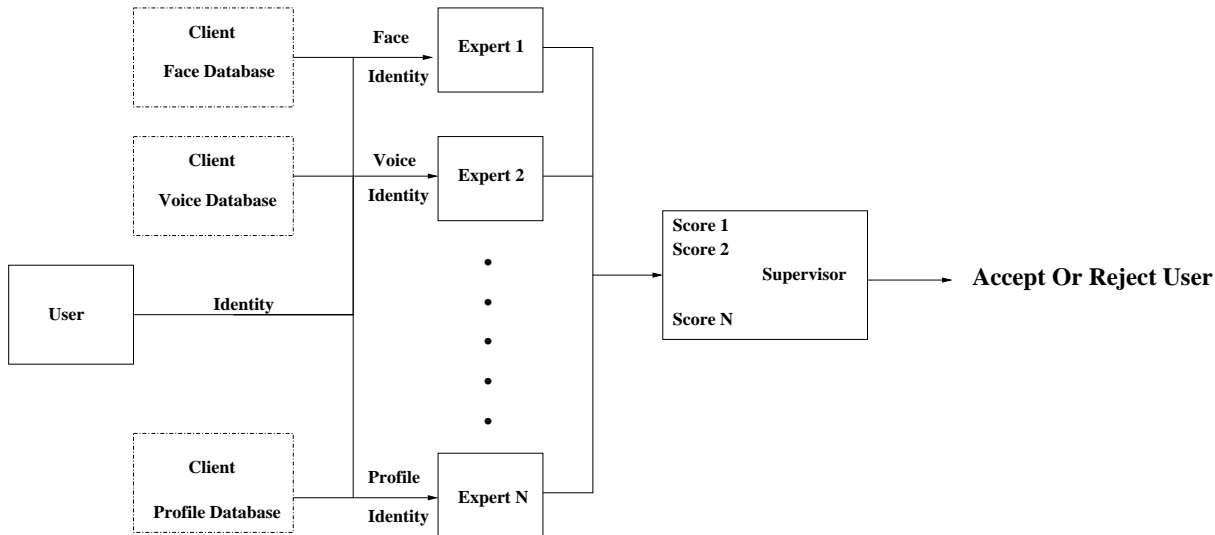 Client
Face Database
Face
Identity
Expert 1
Client
Voice Database
Voice
Identity
Expert 2
User
Identity
Score 1
Score 2
Supervisor
Score N
Accept Or Reject User
Client
Profile Database
Profile
Identity
Expert N